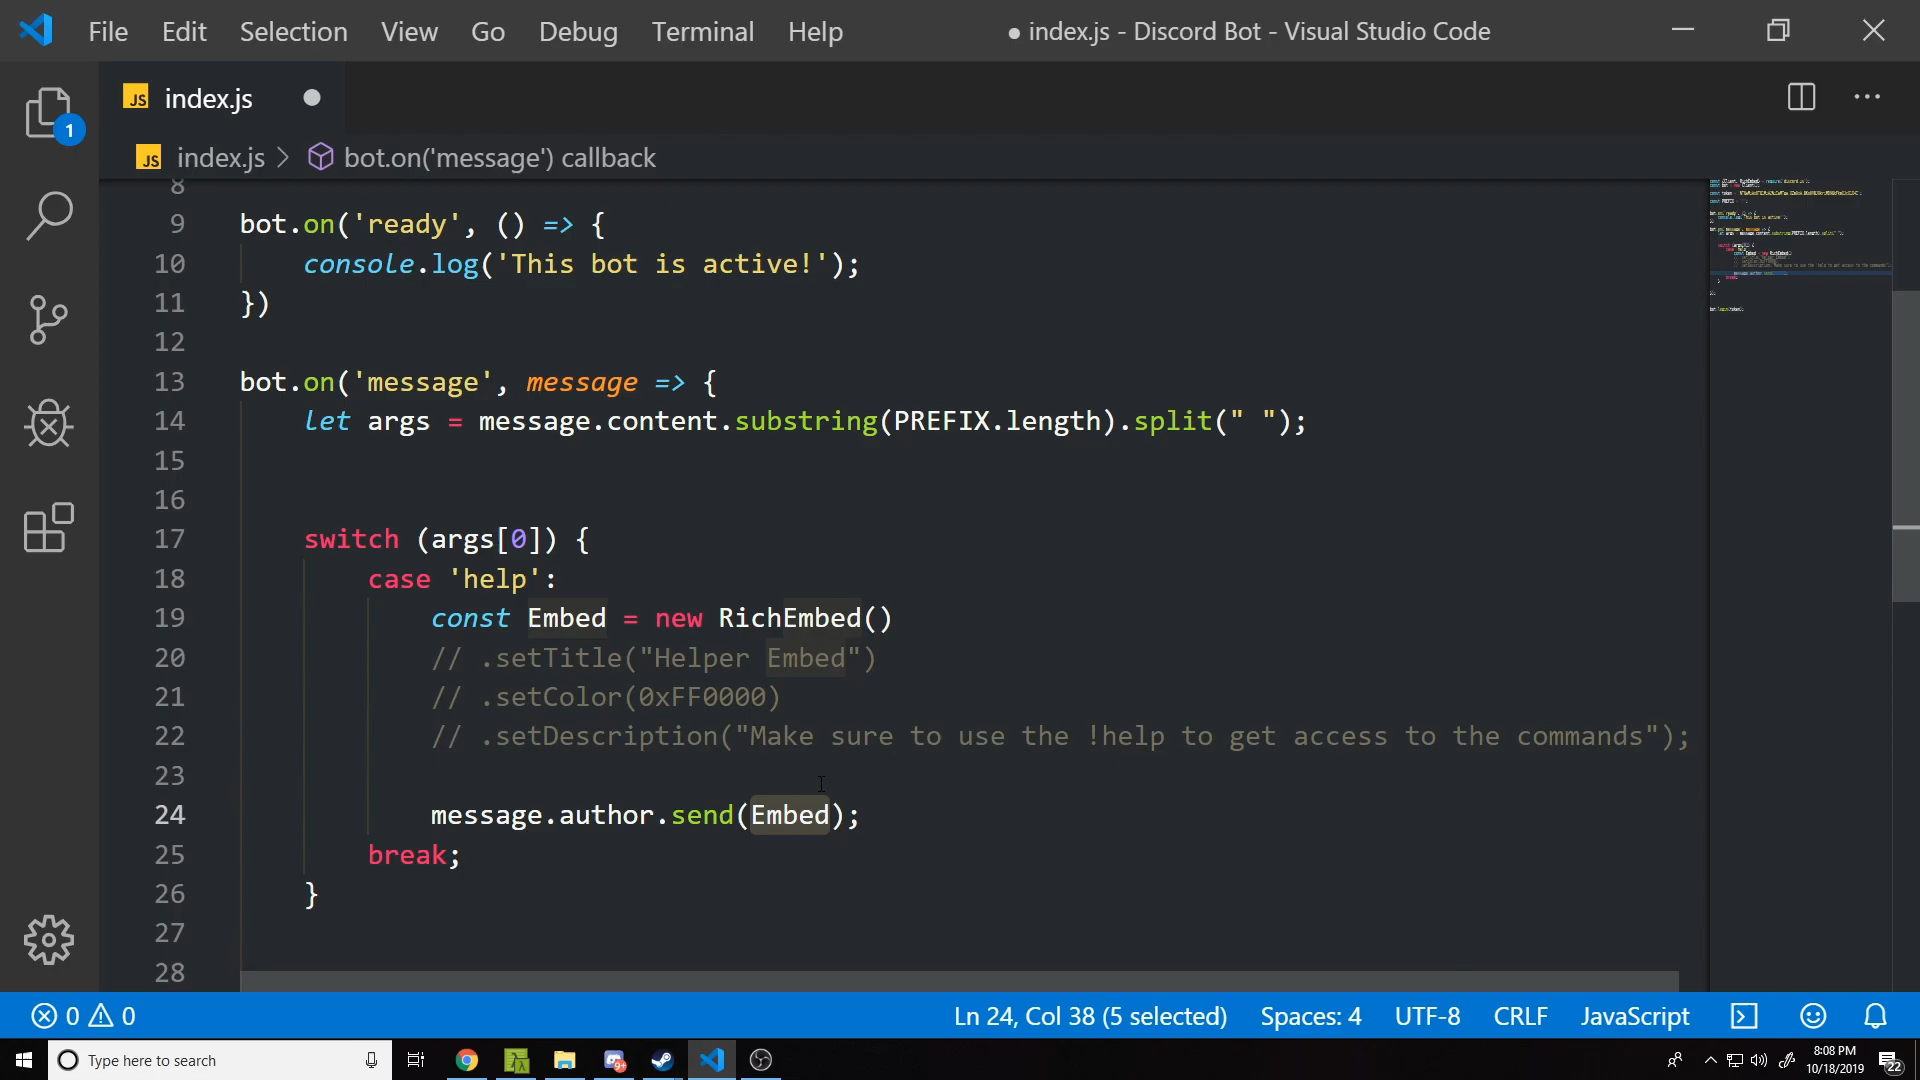 File Edit Selection View Go Debug Terminal Help
● index.js - Discord Bot - Visual Studio Code
JS index.js
1
JS index.js > bot.on('message') callback
8
9 bot.on('ready', () => {
10 console.log('This bot is active!');
11 })
12
13 bot.on('message', message => {
14 let args = message.content.substring(PREFIX.length).split(" ");
15
16
17 switch (args[0]) {
18 case 'help':
19 const Embed = new RichEmbed()
20 // .setTitle("Helper Embed")
21 // .setColor(0xFF0000)
22 // .setDescription("Make sure to use the !help to get access to the commands");
23
24 message.author.send(Embed);
25 break;
26 }
27
28
0 0
Ln 24, Col 38 (5 selected) Spaces: 4 UTF-8 CRLF JavaScript
Type here to search
9+
8:08 PM
10/18/2019
22